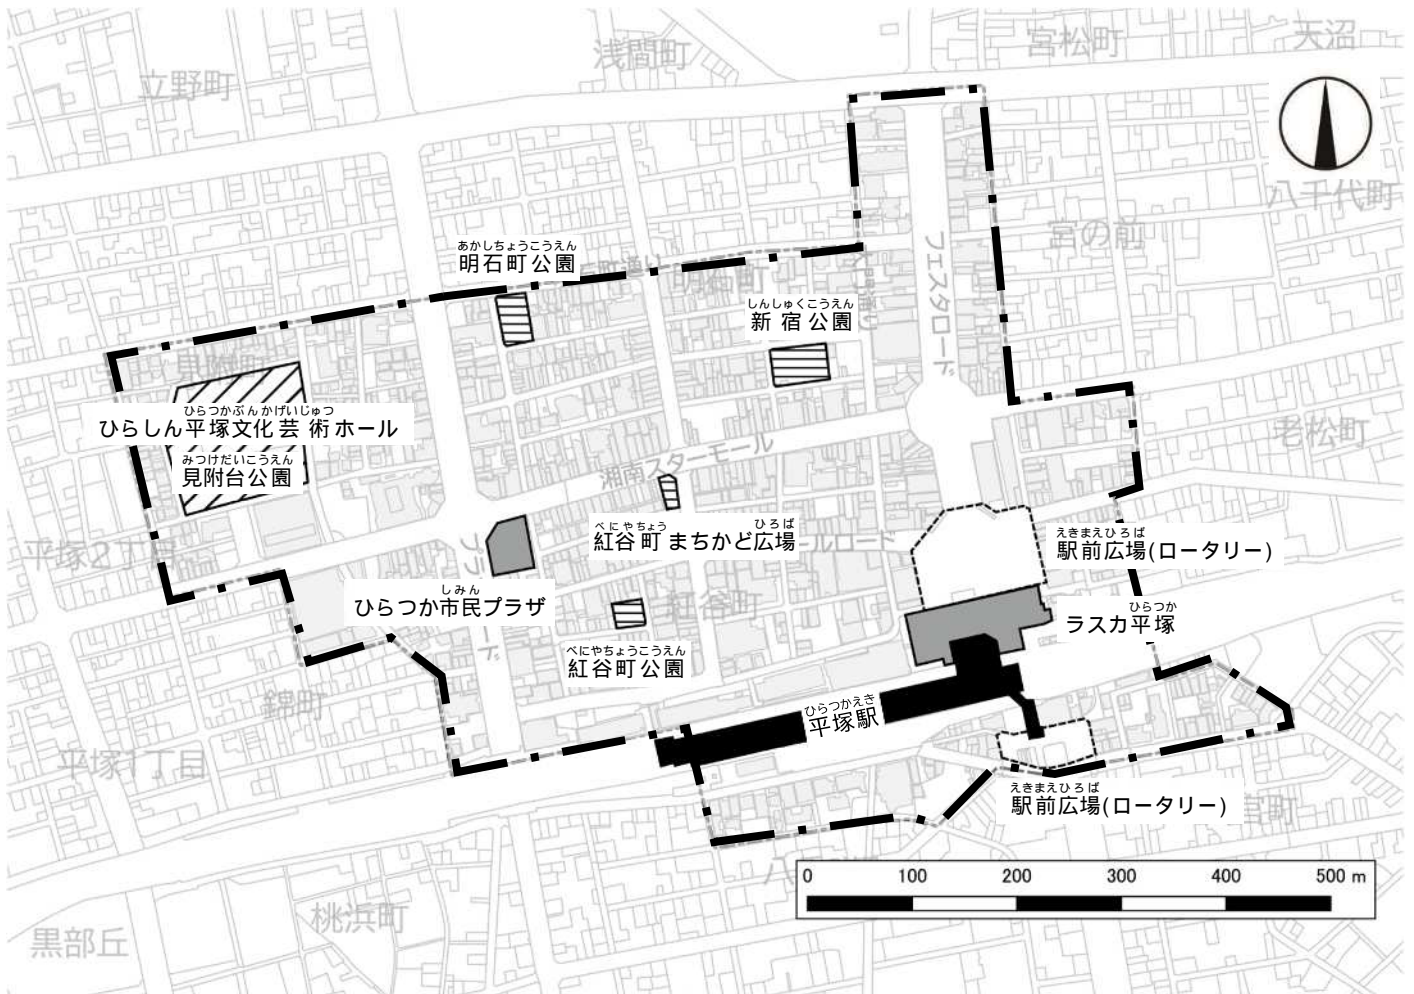 浅間町
宮松町
天沼
立野町
八千代町
宮の前
あかしちょうこうえん
明石町公園
明石町
フェスタロード
しんしゅくこうえん
新宿公園
見附町
ひらつかぶんかげいじゅつ
ひらしん平塚文化芸術ホール
みつけだいこうえん
見附台公園
老松町
湘南スターモール
べにやちょう ひろば
紅谷町まちかど広場
えきまえひろば
駅前広場(ロータリー)
平塚2丁目
しみん
ひらつか市民プラザ
ひらつか
ラスカ平塚
紅谷町
べにやちょうこうえん
紅谷町公園
錦町
ひらつかえき
平塚駅
平塚1丁目
えきまえひろば
駅前広場(ロータリー)
0 100 200 300 400 500 m
桃浜町
黒部丘